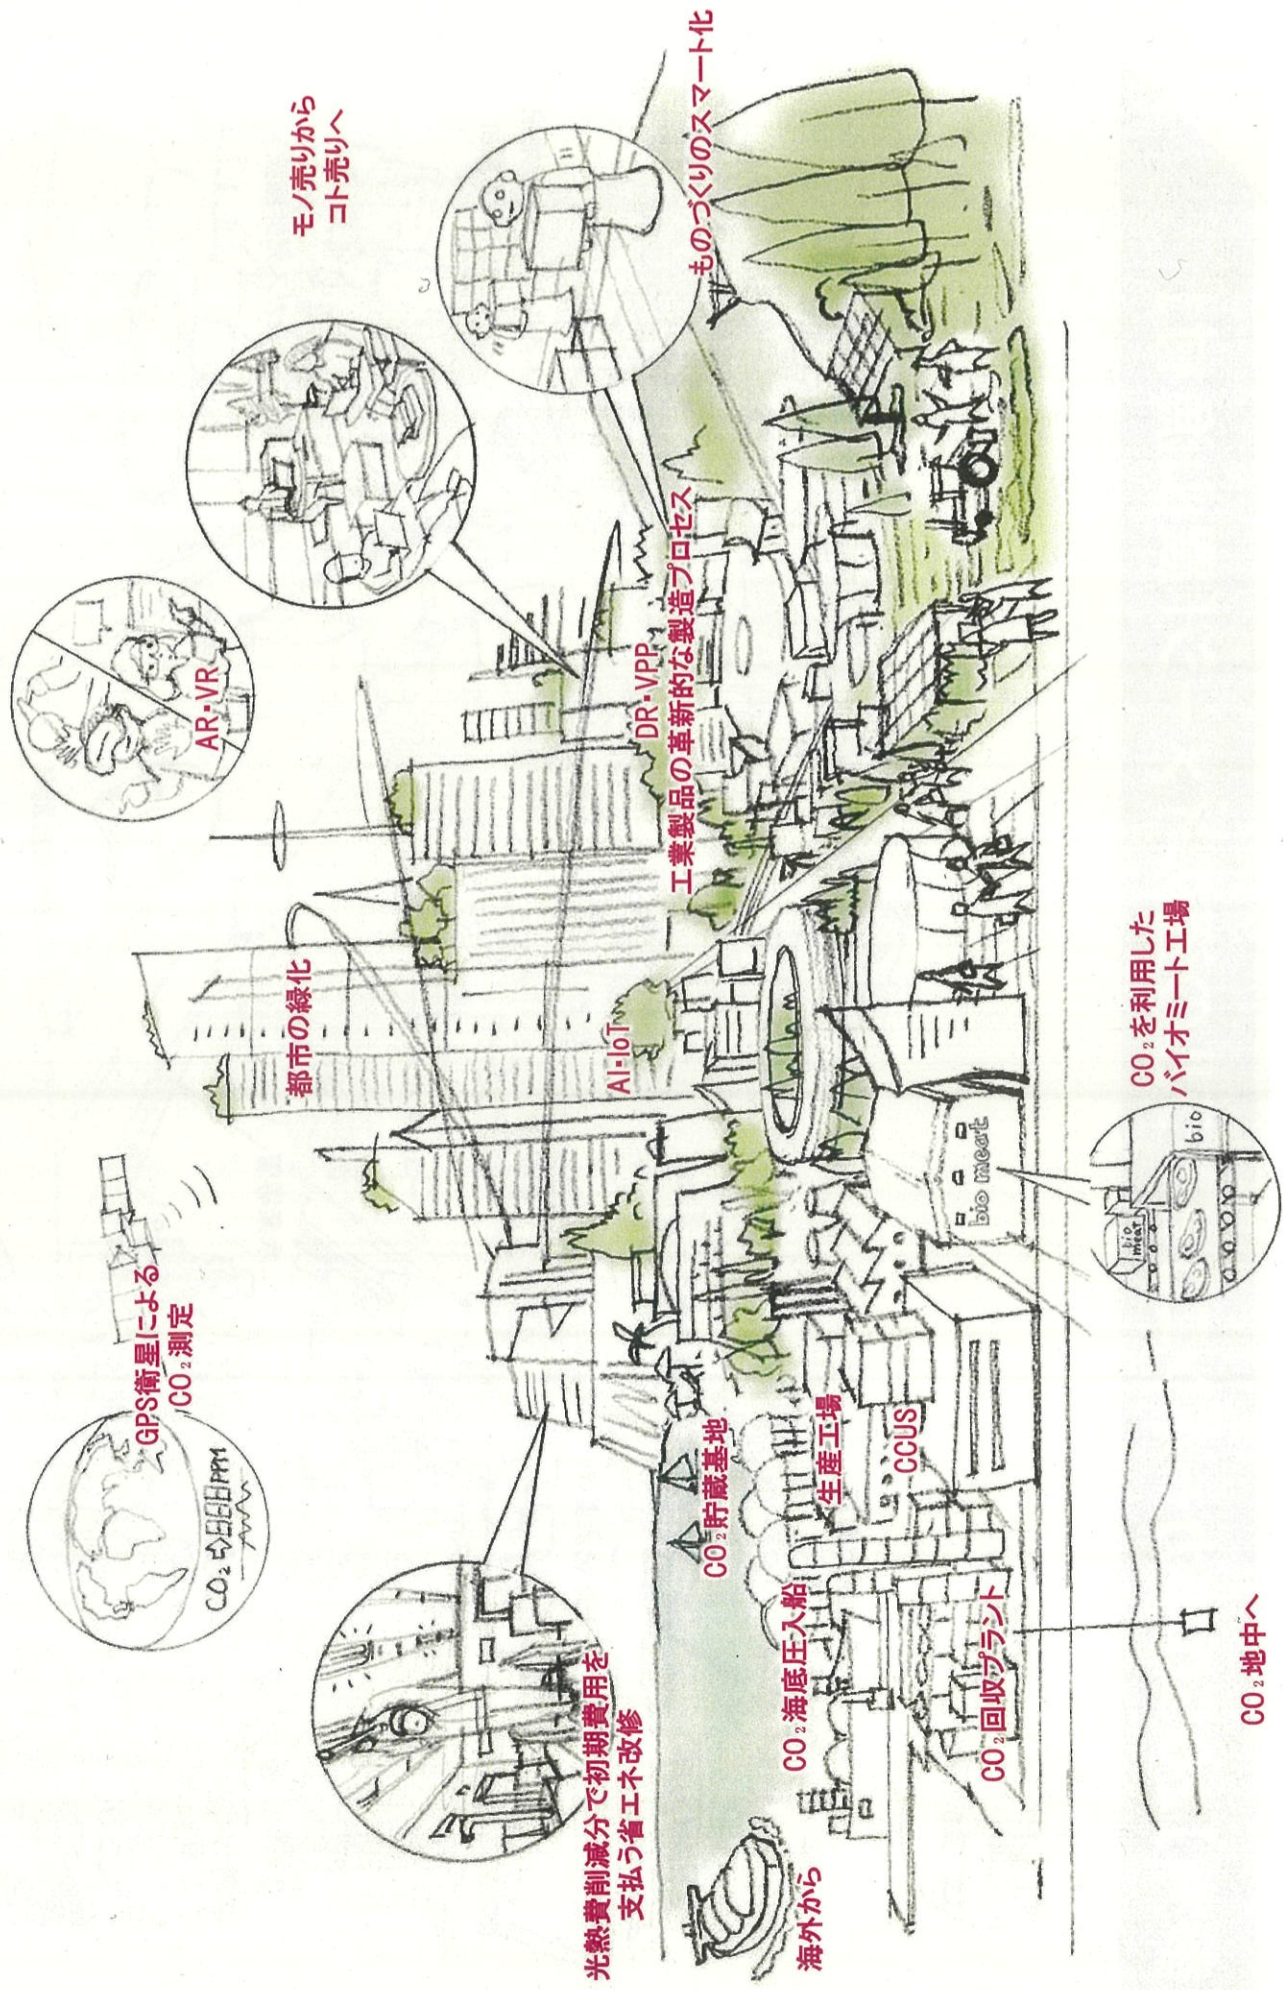 GPS衛星による
CO₂測定
CO₂⇨日日日PPM
AR・VR
モノ売りから
コト売りへ
都市の緑化
光熱費削減分で初期費用を
支払う省エネ改修
AI・IoT
DR・VPP
工業製品の革新的な製造プロセス
ものづくりのスマート化
海外から
CO₂海底圧入船
CO₂貯蔵基地
生産工場
CCUS
CO₂回収プラント
bio meat
CO₂を利用した
バイオミート工場
bio
meat
bio
CO₂地中へ